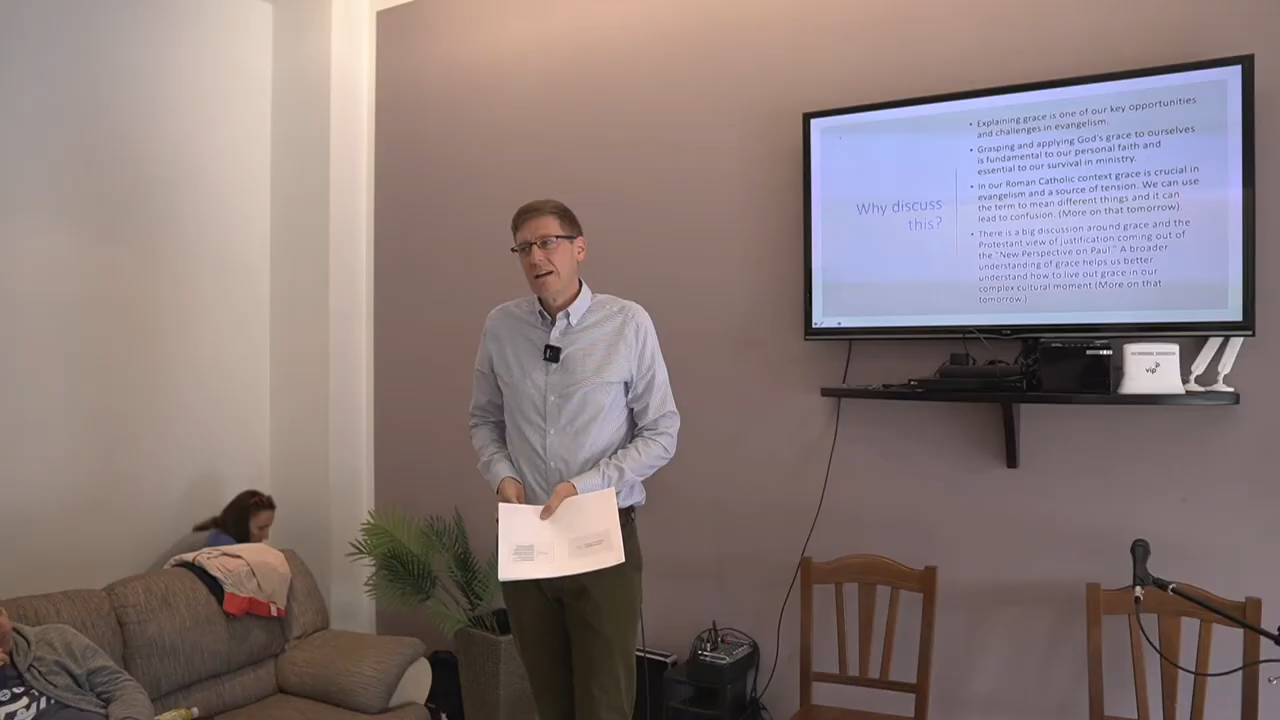 Why discuss
this?
• Explaining grace is one of our key opportunities
and challenges in evangelism.
• Grasping and applying God's grace to ourselves
is fundamental to our personal faith and
essential to our survival in ministry.
• In our Roman Catholic context grace is crucial in
evangelism and a source of tension. We can use
the term to mean different things and it can
lead to confusion. (More on that tomorrow).
• There is a big discussion around grace and the
Protestant view of justification coming out of
the "New Perspective on Paul." A broader
understanding of grace helps us better
understand how to live out grace in our
complex cultural moment (More on that
tomorrow.)
vip